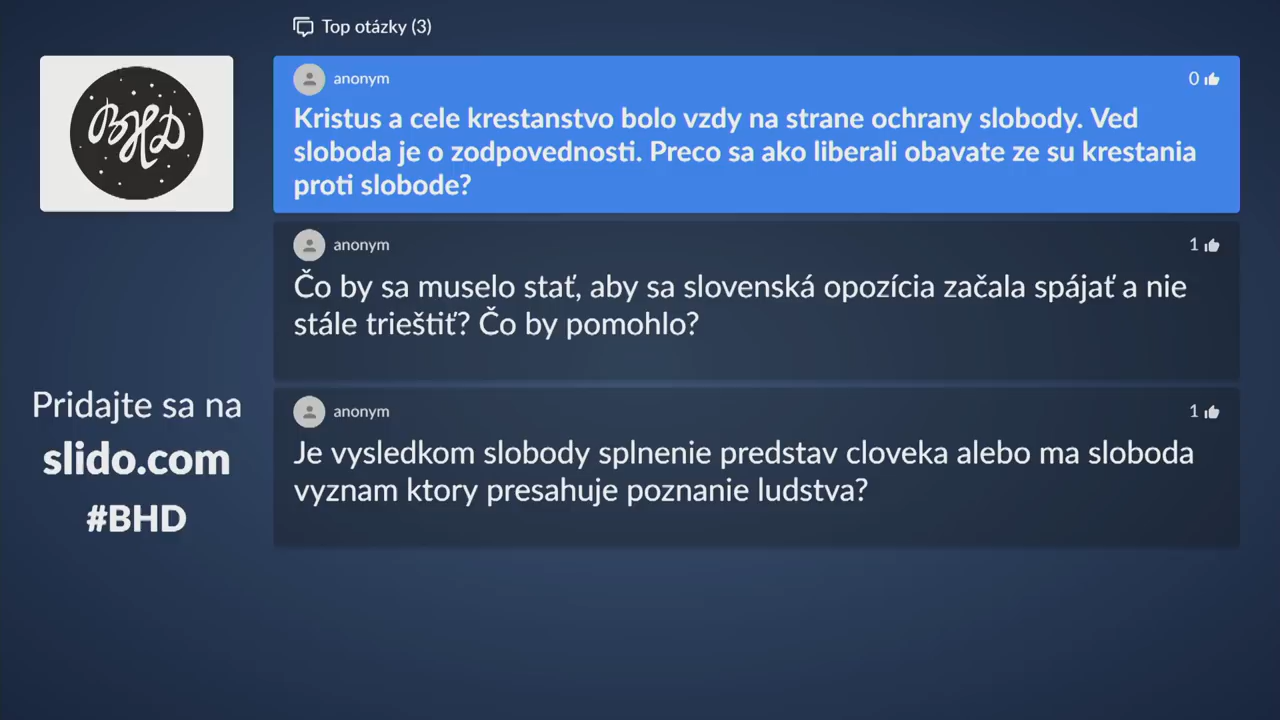 Top otázky (3)
BHD
anonym
0
Kristus a cele krestanstvo bolo vzdy na strane ochrany slobody. Ved
sloboda je o zodpovednosti. Preco sa ako liberali obavate ze su krestania
proti slobode?
anonym
1
Čo by sa muselo stať, aby sa slovenská opozícia začala spájať a nie
stále trieštiť? Čo by pomohlo?
anonym
1
Je vysledkom slobody splnenie predstav cloveka alebo ma sloboda
vyznam ktory presahuje poznanie ludstva?
Pridajte sa na
slido.com
#BHD